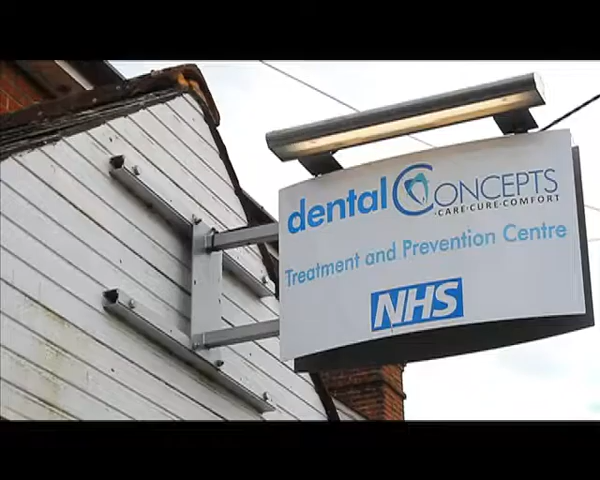 dental CONCEPTS
·CARE·CURE·COMFORT
Treatment and Prevention Centre
NHS